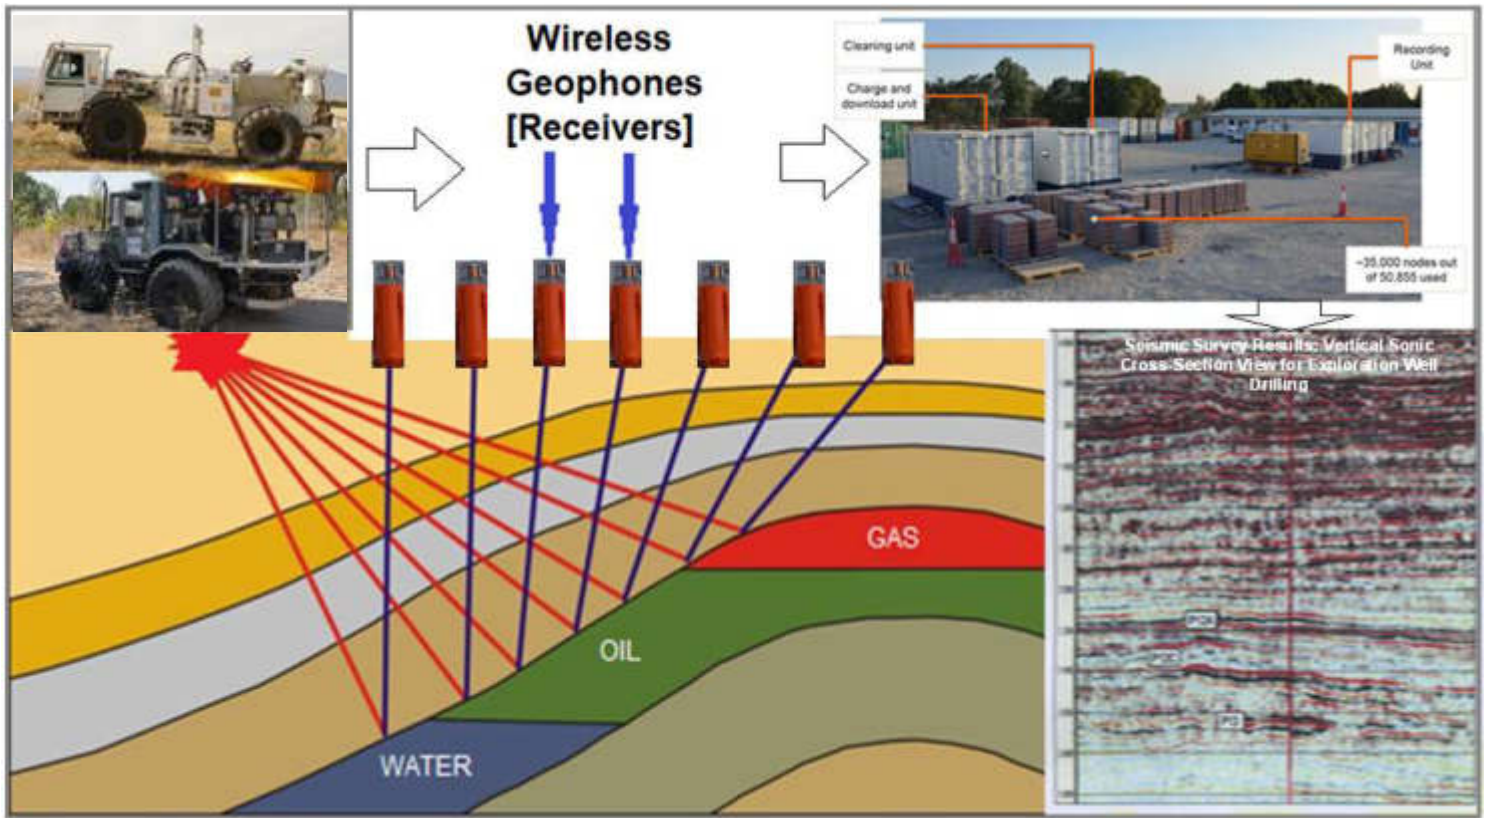 Wireless
Geophones
[Receivers]
Cleaning unit
Charge and
download unit
Recording
Unit
~35.000 nodes out
of 50.855 used
Seismic Survey Results: Vertical Sonic
Cross-Section View for Exploration Well
Drilling
GAS
OIL
WATER